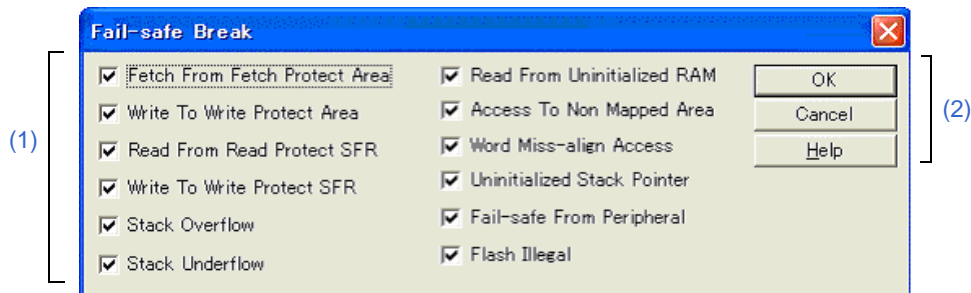 Fail-safe Break
(1)
Fetch From Fetch Protect Area
Write To Write Protect Area
Read From Read Protect SFR
Write To Write Protect SFR
Stack Overflow
Stack Underflow
Read From Uninitialized RAM
Access To Non Mapped Area
Word Miss-align Access
Uninitialized Stack Pointer
Fail-safe From Peripheral
Flash Illegal
OK
Cancel
Help
(2)